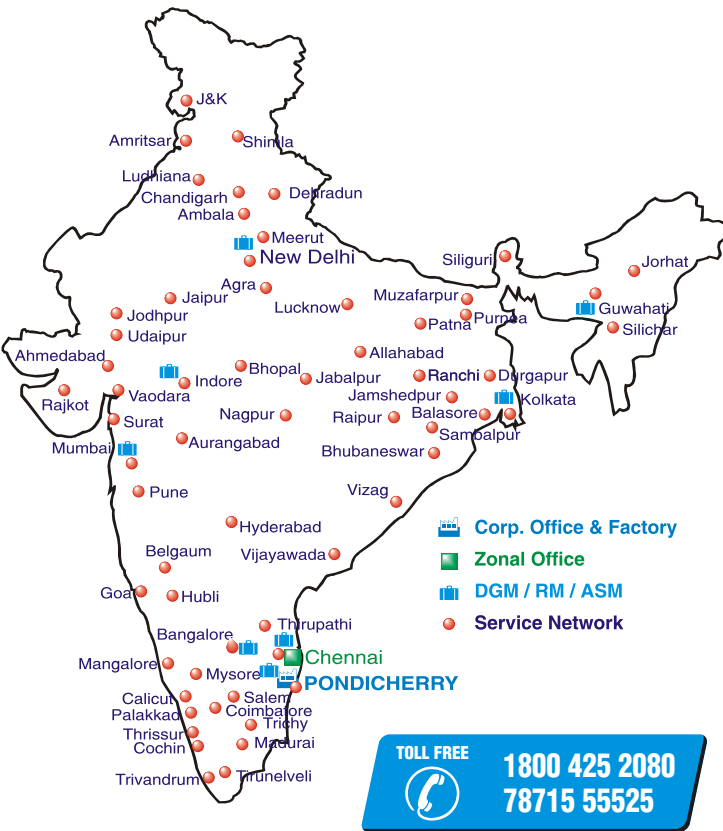 J&K
Amritsar
Shimla
Ludhiana
Chandigarh
Dehradun
Ambala
Meerut
New Delhi
Siliguri
Jorhat
Agra
Jaipur
Lucknow
Muzafarpur
Guwahati
Jodhpur
Purnea
Patna
Silichar
Udaipur
Ahmedabad
Allahabad
Bhopal
Indore
Jabalpur
Ranchi
Durgapur
Rajkot
Vaodara
Jamshedpur
Kolkata
Surat
Nagpur
Raipur
Balasore
Sambalpur
Mumbai
Aurangabad
Bhubaneswar
Pune
Vizag
Hyderabad
Corp. Office & Factory
Belgaum
Vijayawada
Zonal Office
Goa
Hubli
DGM / RM / ASM
Thirupathi
Service Network
Bangalore
Chennai
Mangalore
Mysore
PONDICHERRY
Calicut
Salem
Palakkad
Coimbatore
Trichy
Thrissur
Cochin
Madurai
Trivandrum
Tirunelveli
TOLL FREE
1800 425 2080
78715 55525